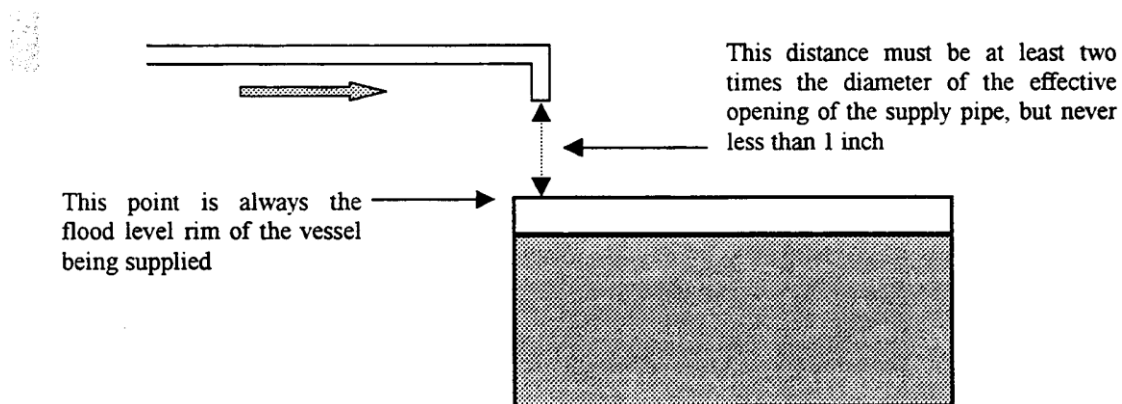 This distance must be at least two
times the diameter of the effective
opening of the supply pipe, but never
less than 1 inch
This point is always the
flood level rim of the vessel
being supplied